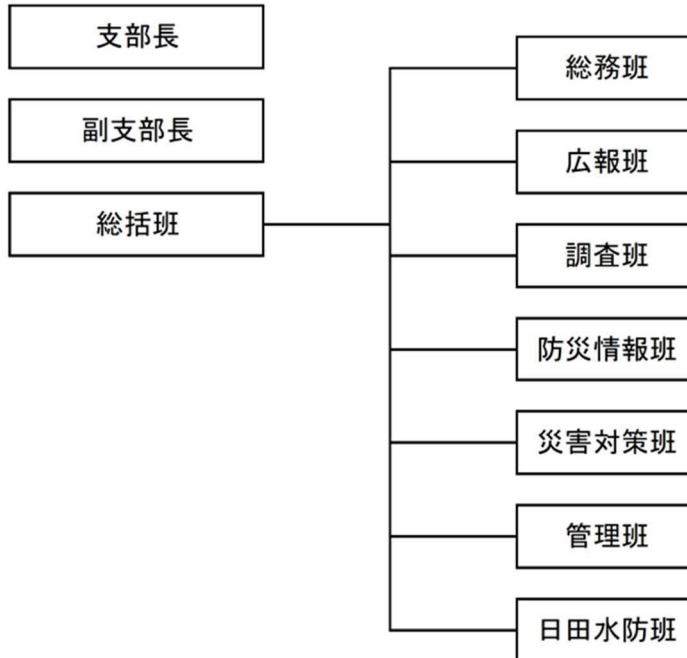 支部長
副支部長
総括班
総務班
広報班
調査班
防災情報班
災害対策班
管理班
日田水防班